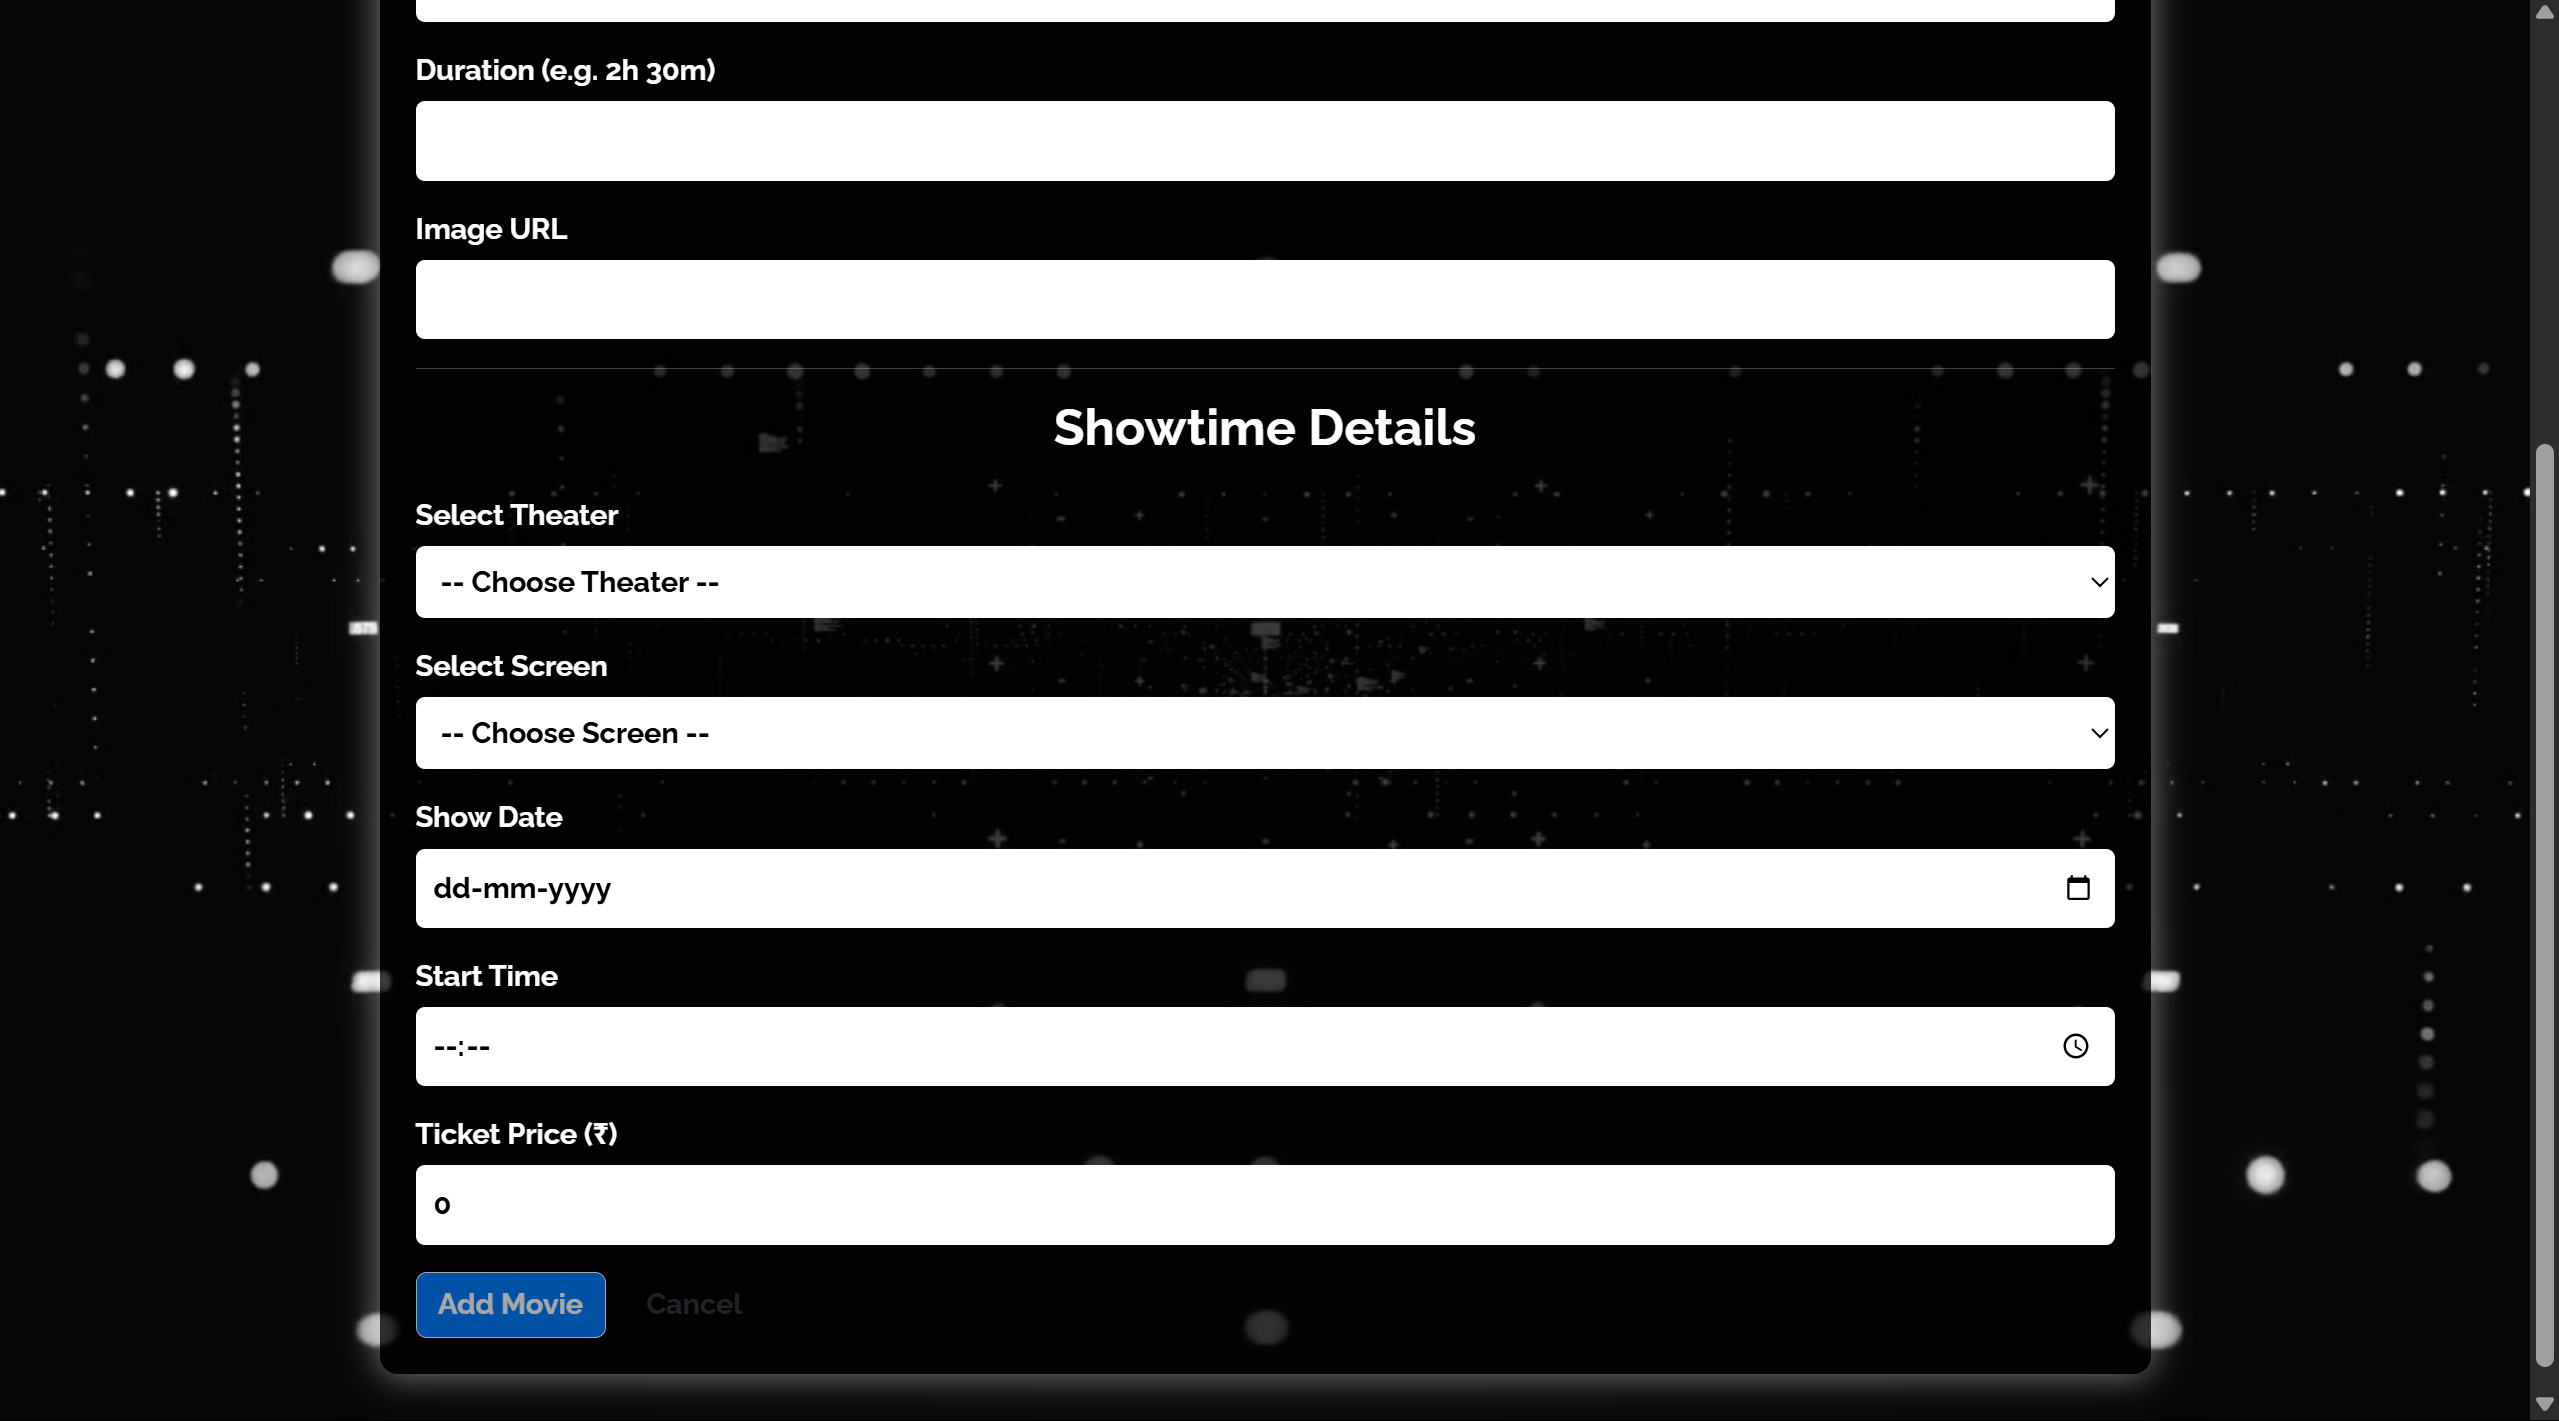 Duration (e.g. 2h 30m)
Image URL
Showtime Details
Select Theater
-- Choose Theater --
Select Screen
-- Choose Screen --
Show Date
dd-mm-yyyy
Start Time
--:--
Ticket Price (₹)
0
Add Movie
Cancel